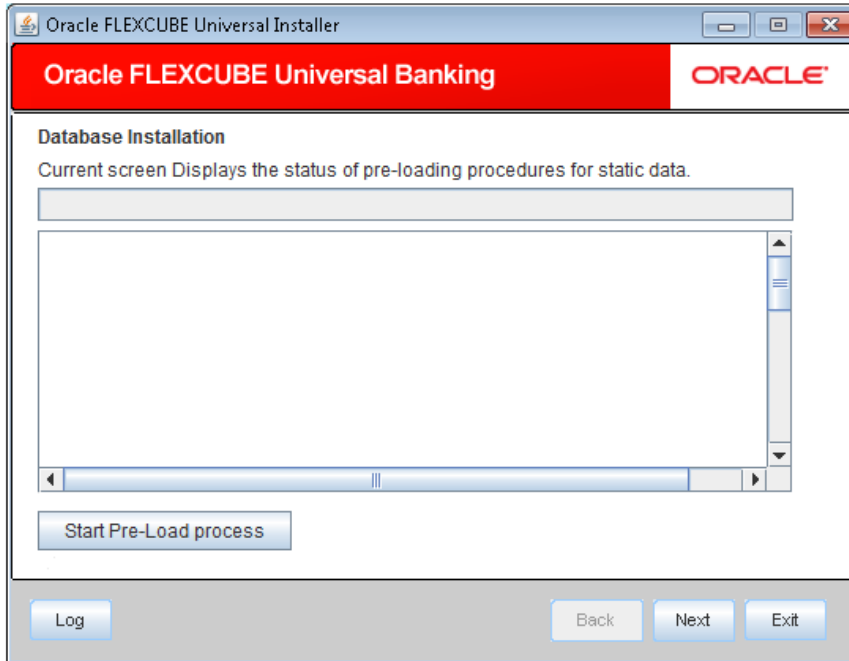 Oracle FLEXCUBE Universal Installer
Oracle FLEXCUBE Universal Banking
ORACLE
Database Installation
Current screen Displays the status of pre-loading procedures for static data.
Start Pre-Load process
Log
Back
Next
Exit